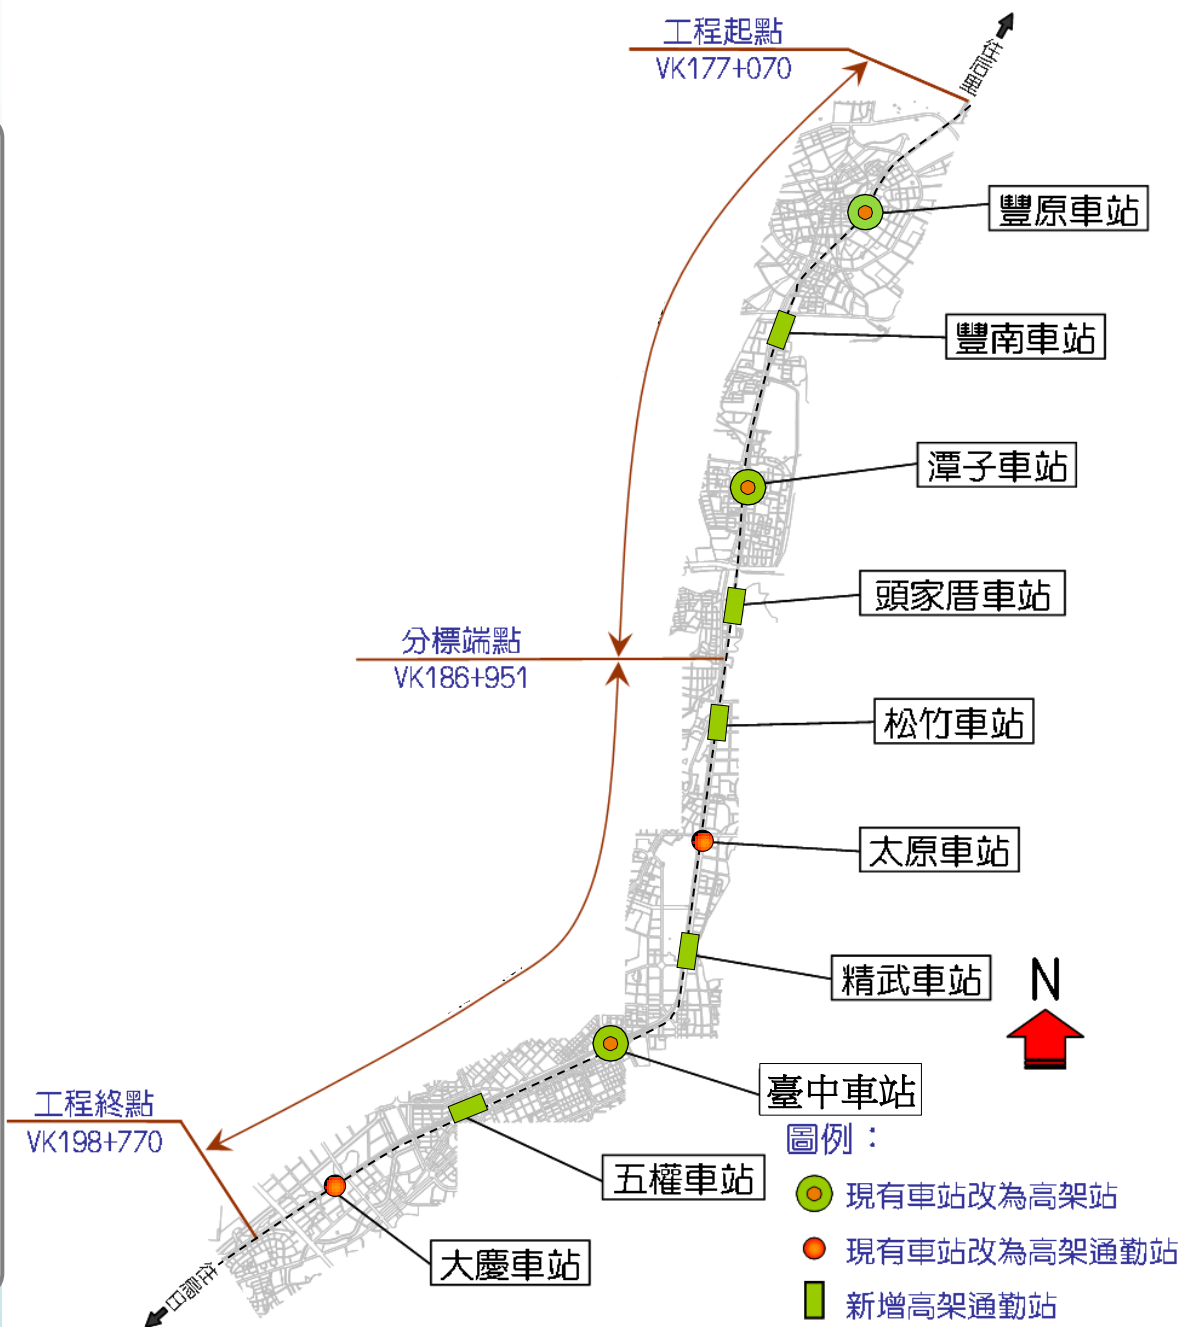 工程起點
VK177+070
往后里
豐原車站
豐南車站
潭子車站
頭家厝車站
分標端點
VK186+951
松竹車站
太原車站
精武車站
N
臺中車站
工程終點
VK198+770
五權車站
大慶車站
往烏日
圖例：
現有車站改為高架站
現有車站改為高架通勤站
新增高架通勤站